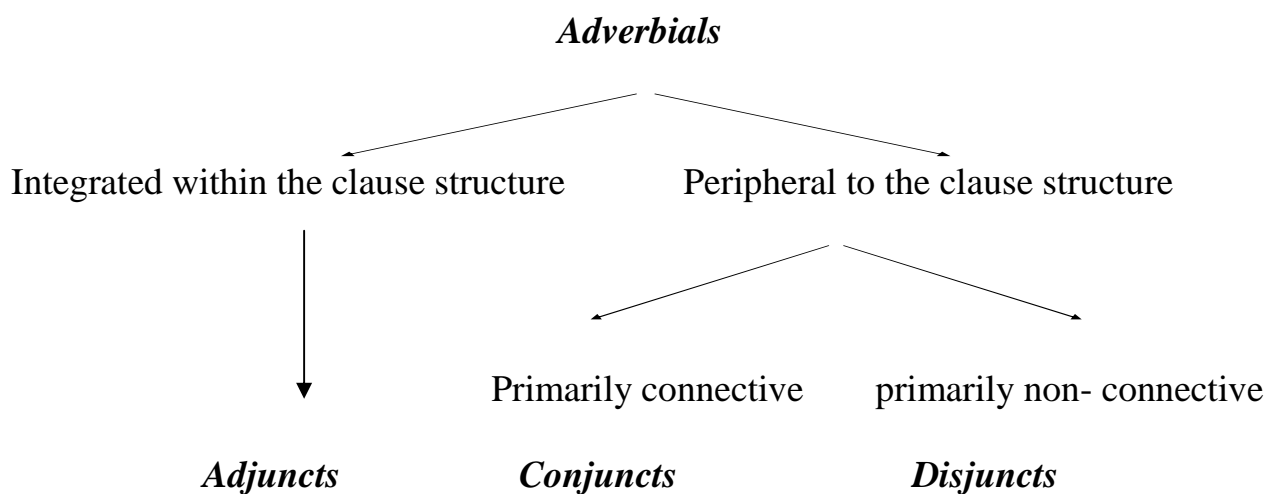 Adverbials
Integrated within the clause structure
Peripheral to the clause structure
Primarily connective
primarily non- connective
Adjuncts
Conjuncts
Disjuncts